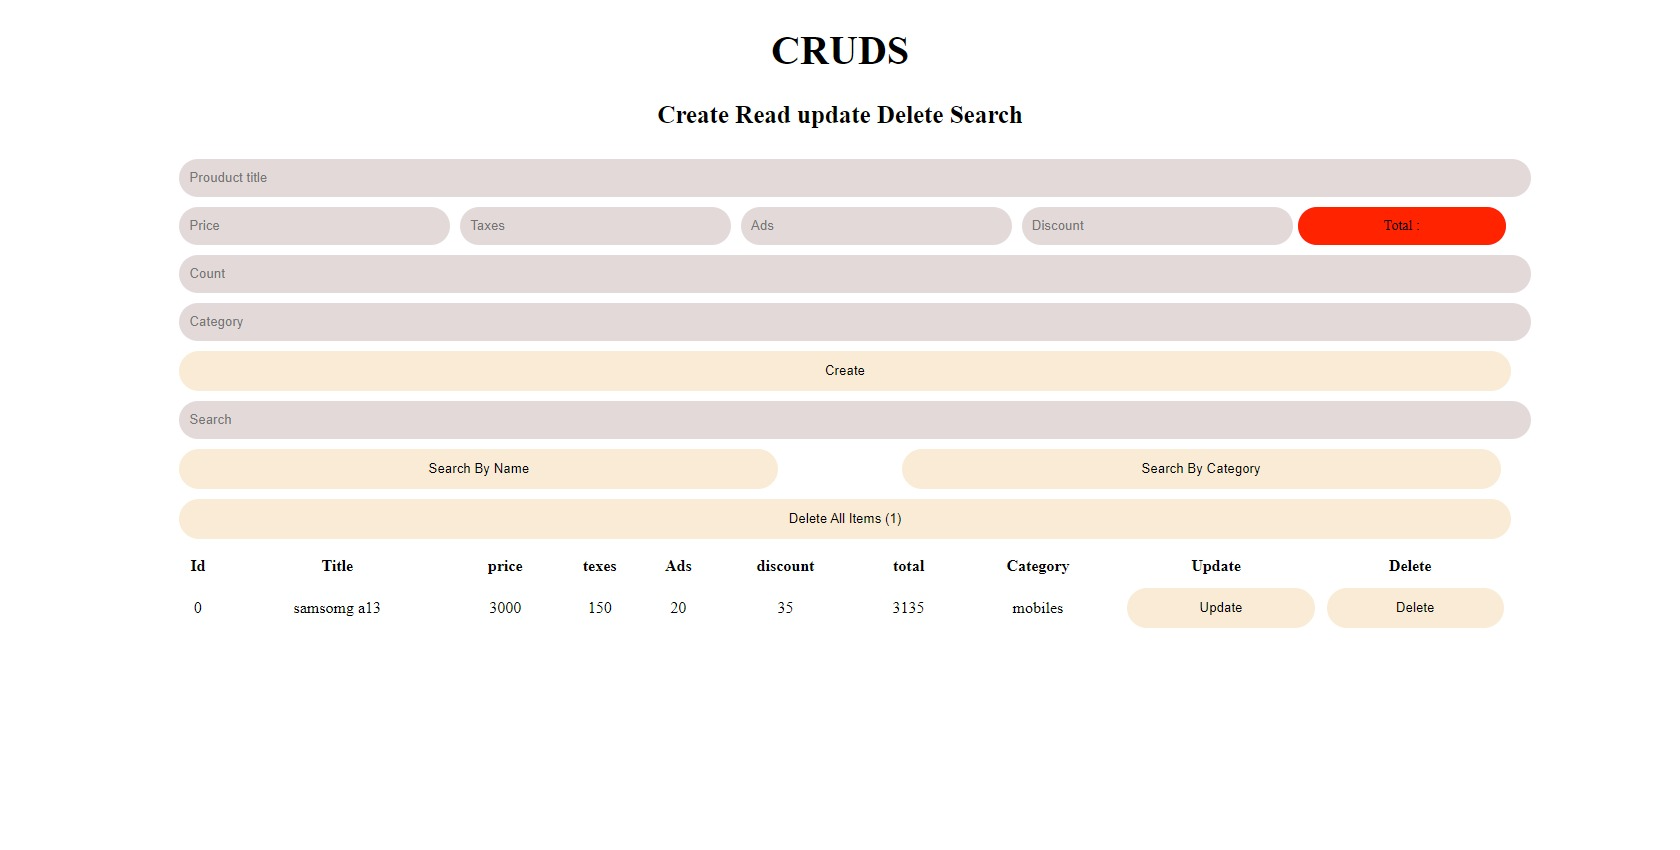 CRUDS
Create Read update Delete Search
Prouduct title
Price Taxes Ads Discount Total :
Count
Category
Create
Search
Search By Name Search By Category
Delete All Items (1)
Id Title price texes Ads discount total Category Update Delete
0 samsomg a13 3000 150 20 35 3135 mobiles Update Delete